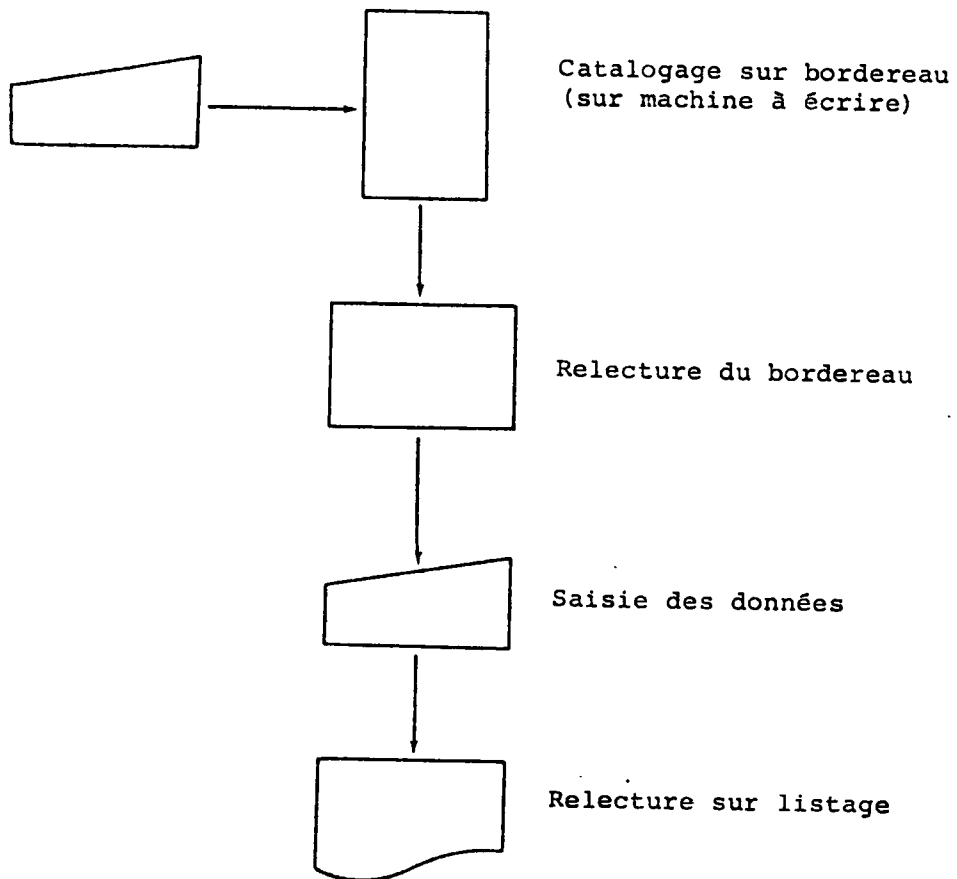 Catalogage sur bordereau
(sur machine à écrire)
Relecture du bordereau
Saisie des données
Relecture sur listage